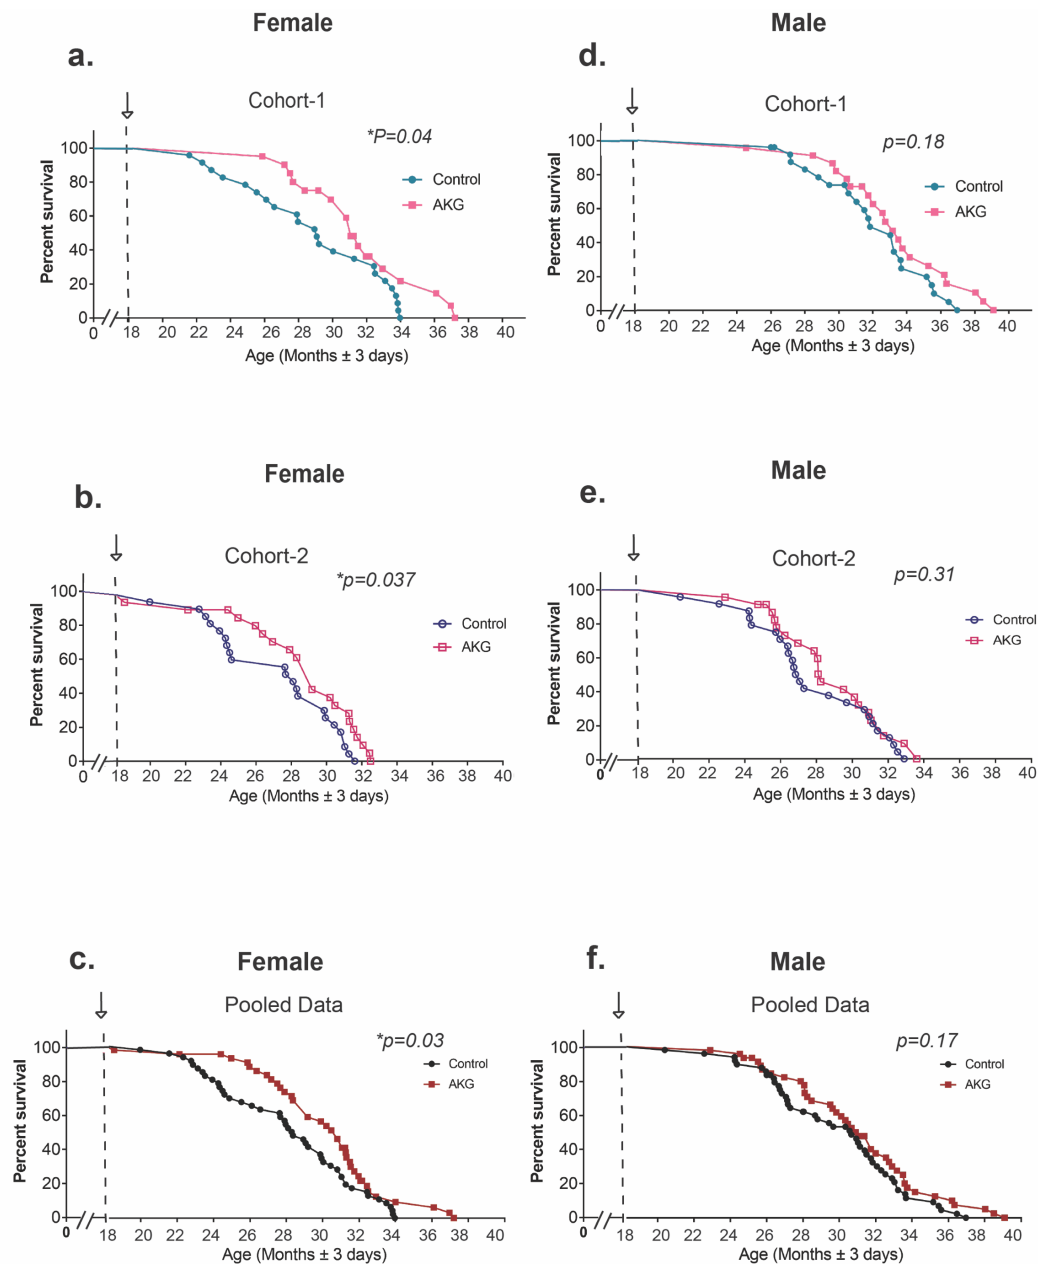 Female
Male
a.
d.
Cohort-1
Cohort-1
*P=0.04
p=0.18
Percent survival
100
80
60
40
20
0
Control
AKG
0 18 20 22 24 26 28 30 32 34 36 38 40
Age (Months ± 3 days)
Percent survival
100
80
60
40
20
0
Control
AKG
0 18 20 22 24 26 28 30 32 34 36 38 40
Age (Months ± 3 days)
Female
Male
b.
e.
Cohort-2
Cohort-2
*p=0.037
p=0.31
Percent survival
100
80
60
40
20
0
Control
AKG
0 18 20 22 24 26 28 30 32 34 36 38 40
Age (Months ± 3 days)
Percent survival
100
80
60
40
20
0
Control
AKG
0 18 20 22 24 26 28 30 32 34 36 38 40
Age (Months ± 3 days)
c.
Female
f.
Male
Pooled Data
Pooled Data
*p=0.03
p=0.17
Percent survival
100
80
60
40
20
0
Control
AKG
0 18 20 22 24 26 28 30 32 34 36 38 40
Age (Months ± 3 days)
Percent survival
100
80
60
40
20
0
Control
AKG
0 18 20 22 24 26 28 30 32 34 36 38 40
Age (Months ± 3 days)